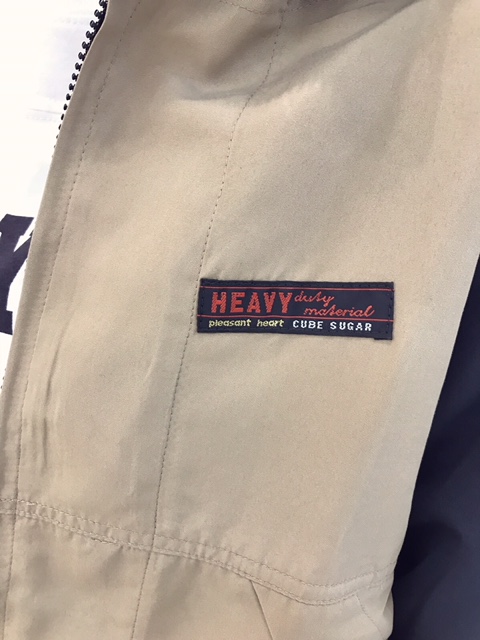 HEAVY duty material
pleasant heart CUBE SUGAR